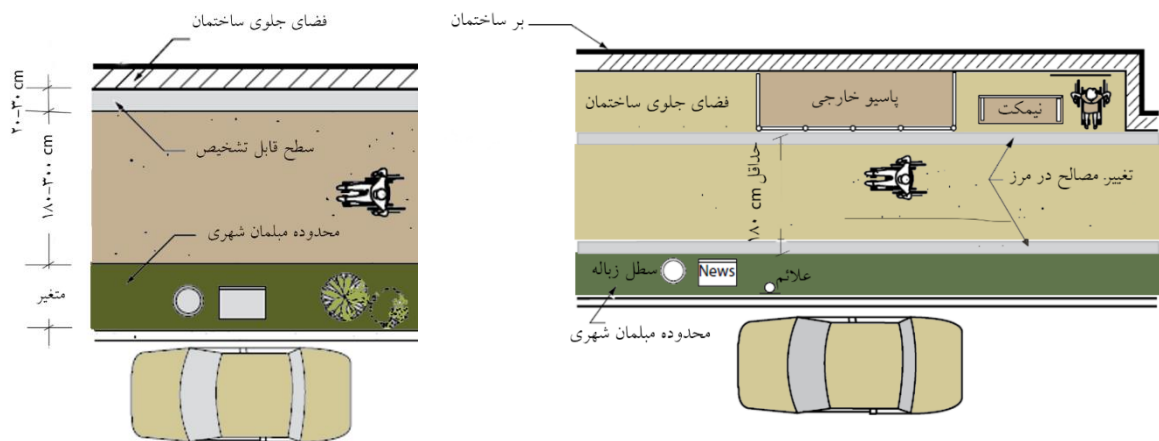 بر ساختمان
فضای جلوی ساختمان
پاسیو خارجی
نیمکت
حداقل
۱۸۰ cm
تغییر مصالح در مرز
سطل زباله
News
علائم
محدوده مبلمان شهری
فضای جلوی ساختمان
۲۰-۳۰ cm
سطح قابل تشخیص
۱۸۰-۳۰۰ cm
محدوده مبلمان شهری
متغیر